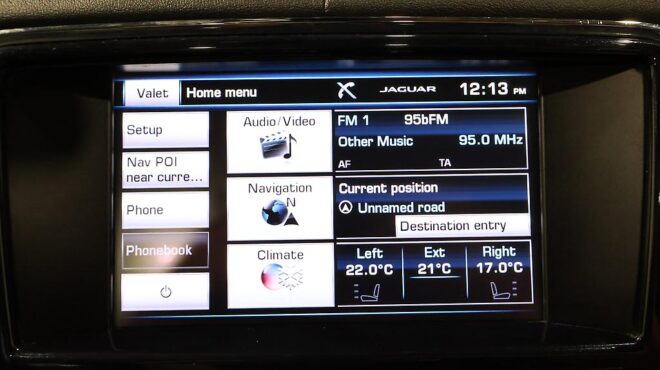 Valet Home menu JAGUAR 12:13 PM
Setup
Nav POI
near curre...
Phone
Phonebook
Audio/Video
Navigation
N
Climate
FM 1 95bFM
Other Music 95.0 MHz
AF TA
Current position
Unnamed road
Destination entry
Left Ext Right
22.0°C 21°C 17.0°C